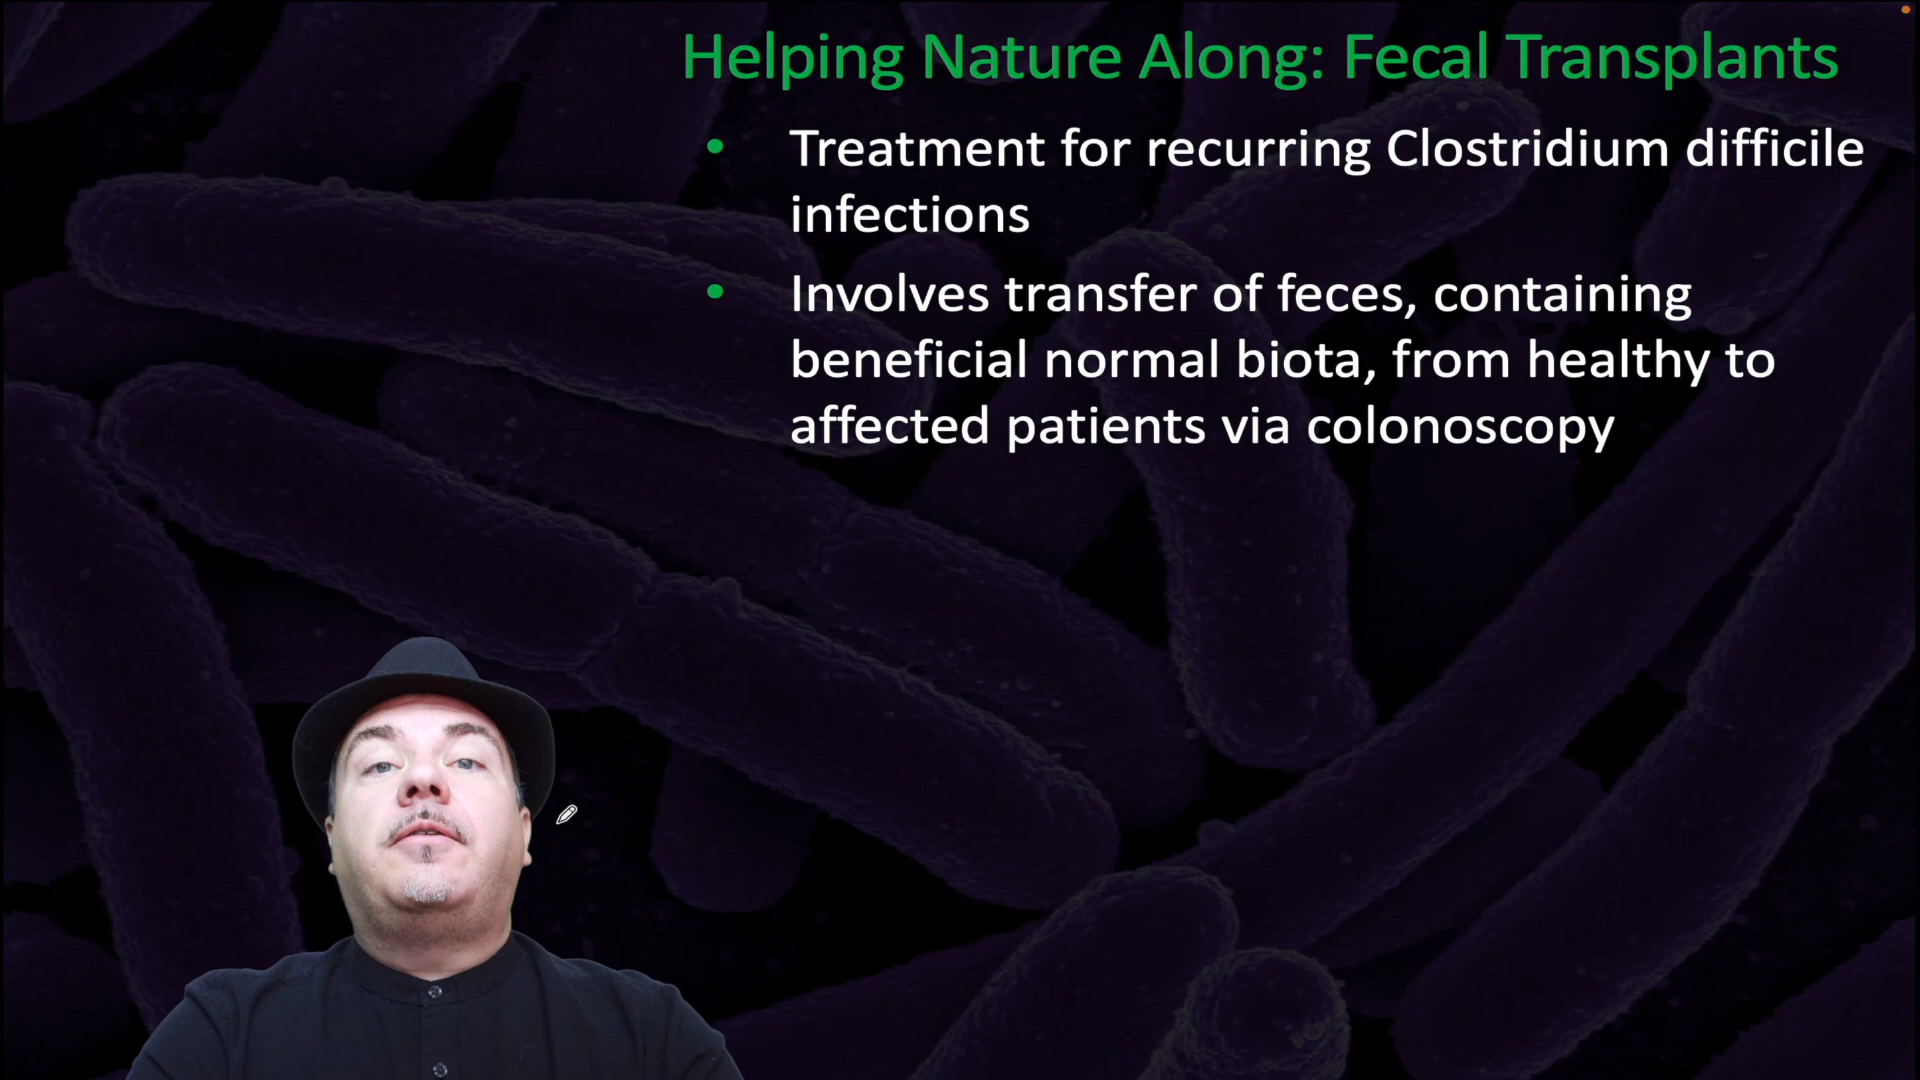 Helping Nature Along: Fecal Transplants
• Treatment for recurring Clostridium difficile
infections
• Involves transfer of feces, containing
beneficial normal biota, from healthy to
affected patients via colonoscopy